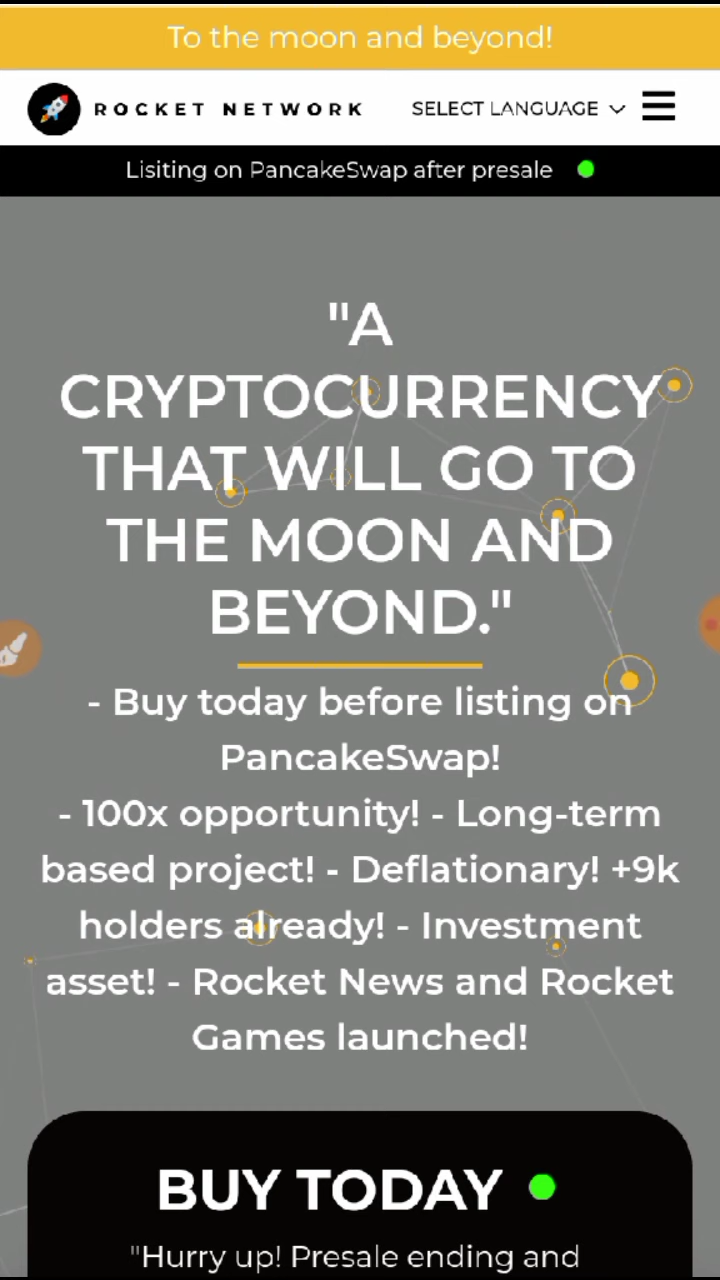 To the moon and beyond!
ROCKET NETWORK
SELECT LANGUAGE
Lisiting on PancakeSwap after presale
"A
CRYPTOCURRENCY
THAT WILL GO TO
THE MOON AND
BEYOND."
- Buy today before listing on
PancakeSwap!
- 100x opportunity! - Long-term
based project! - Deflationary! +9k
holders already! - Investment
asset! - Rocket News and Rocket
Games launched!
BUY TODAY
"Hurry up! Presale ending and